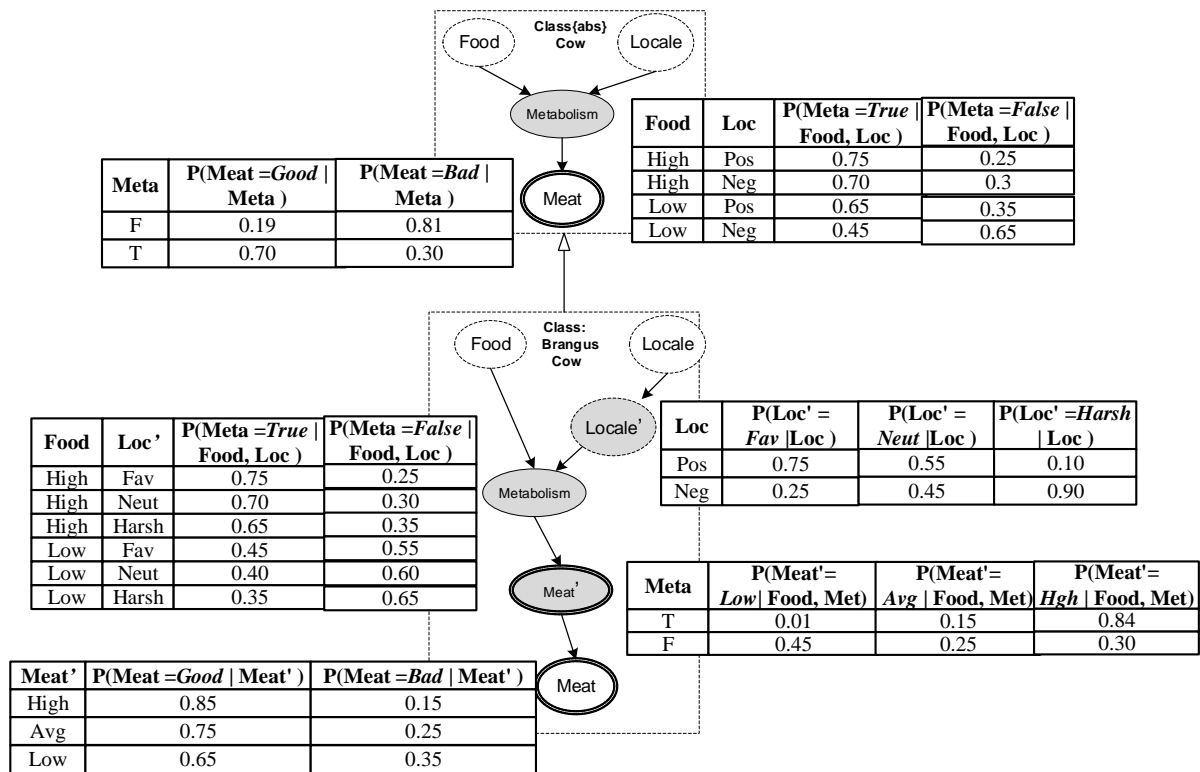 Class{abs}
Cow
Food
Locale
Metabolism
Meat
Food Loc P(Meta =True | Food, Loc ) P(Meta =False | Food, Loc )
High Pos 0.75 0.25
High Neg 0.70 0.3
Low Pos 0.65 0.35
Low Neg 0.45 0.65
Meta P(Meat =Good | Meta ) P(Meat =Bad | Meta )
F 0.19 0.81
T 0.70 0.30
Class:
Brangus
Cow
Food
Locale
Locale’
Metabolism
Meat’
Meat
Food Loc’ P(Meta =True | Food, Loc ) P(Meta =False | Food, Loc )
High Fav 0.75 0.25
High Neut 0.70 0.30
High Harsh 0.65 0.35
Low Fav 0.45 0.55
Low Neut 0.40 0.60
Low Harsh 0.35 0.65
Loc P(Loc' = Fav |Loc ) P(Loc' = Neut |Loc ) P(Loc' =Harsh | Loc )
Pos 0.75 0.55 0.10
Neg 0.25 0.45 0.90
Meta P(Meat'= Low| Food, Met) P(Meat'= Avg | Food, Met) P(Meat'= Hgh | Food, Met)
T 0.01 0.15 0.84
F 0.45 0.25 0.30
Meat’ P(Meat =Good | Meat' ) P(Meat =Bad | Meat' )
High 0.85 0.15
Avg 0.75 0.25
Low 0.65 0.35